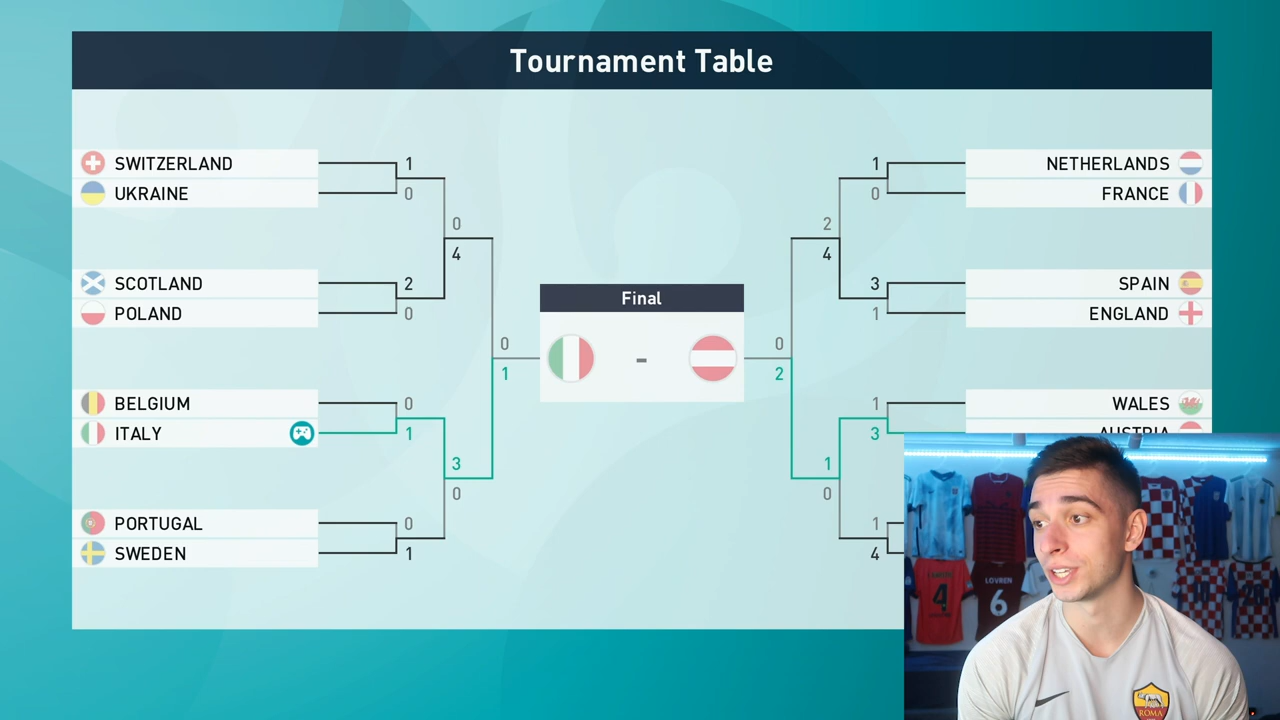 Tournament Table
SWITZERLAND 1
UKRAINE 0
0
4
SCOTLAND 2
POLAND 0
0
1
BELGIUM 0
ITALY 1
3
0
PORTUGAL 0
SWEDEN 1
Final
-
1 NETHERLANDS
0 FRANCE
2
4
3 SPAIN
1 ENGLAND
0
2
1 WALES
3 AUSTRIA
1
0
1
4
4
LOVREN
6
ROMA